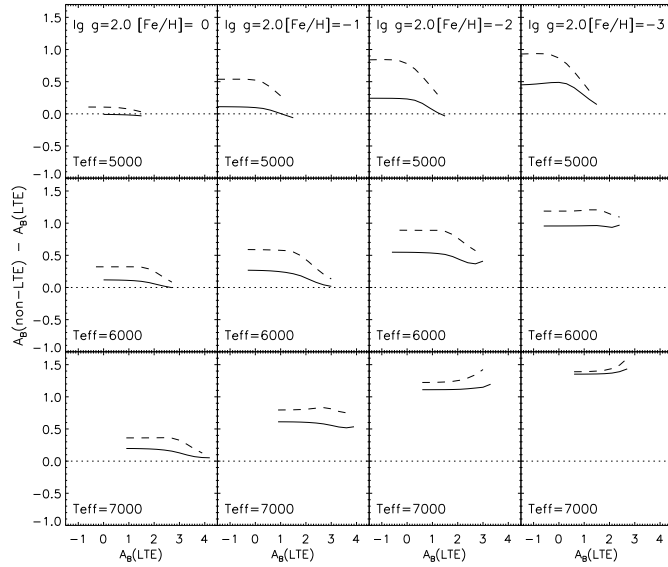 lg g=2.0 [Fe/H]= 0 lg g=2.0[Fe/H]=-1 lg g=2.0[Fe/H]=-2 lg g=2.0[Fe/H]=-3
1.5
1.0
0.5
0.0
-0.5
-1.0
Teff=5000 Teff=5000 Teff=5000 Teff=5000
A_B(non-LTE) - A_B(LTE)
1.5
1.0
0.5
0.0
-0.5
-1.0
Teff=6000 Teff=6000 Teff=6000 Teff=6000
1.5
1.0
0.5
0.0
-0.5
-1.0
Teff=7000 Teff=7000 Teff=7000 Teff=7000
-1 0 1 2 3 4 -1 0 1 2 3 4 -1 0 1 2 3 4 -1 0 1 2 3 4
A_B(LTE) A_B(LTE) A_B(LTE) A_B(LTE)